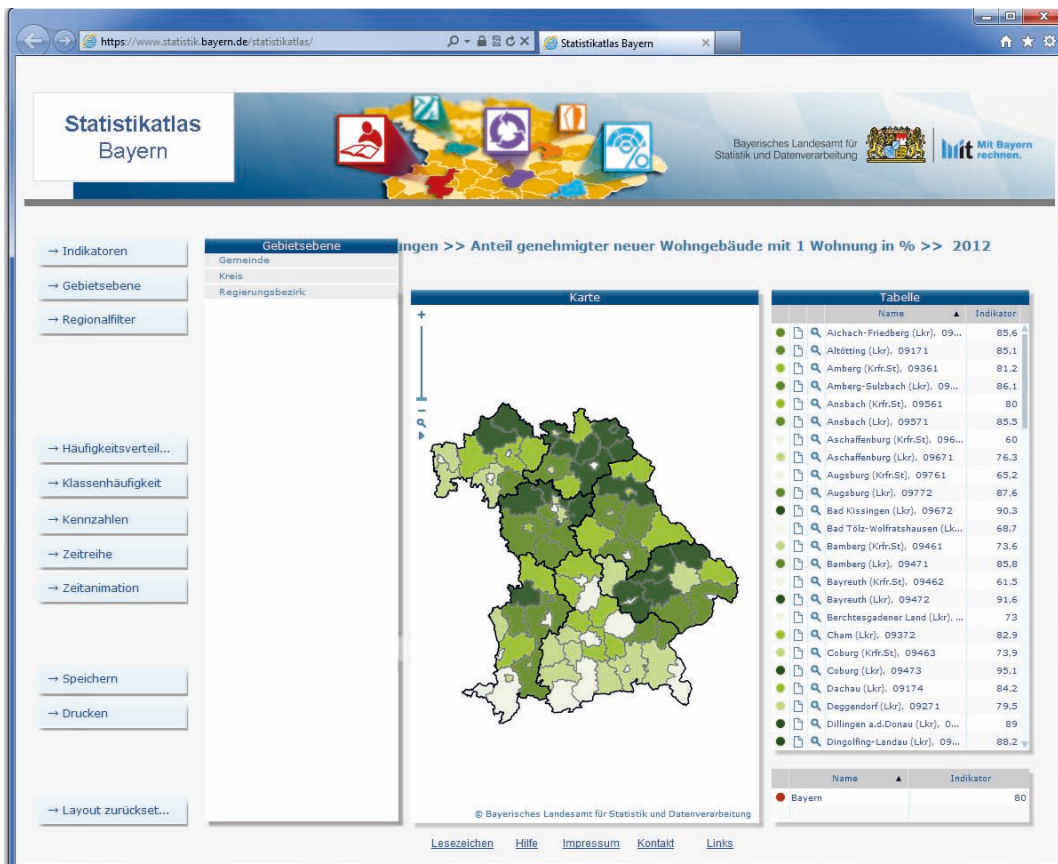 https://www.statistik.bayern.de/statistikatlas/
Statistikatlas Bayern
Statistikatlas
Bayern
Bayerisches Landesamt für
Statistik und Datenverarbeitung
Mit Bayern
rechnen.
→ Indikatoren
→ Gebietsebene
→ Regionalfilter
→ Häufigkeitsverteil...
→ Klassenhäufigkeit
→ Kennzahlen
→ Zeitreihe
→ Zeitanimation
→ Speichern
→ Drucken
→ Layout zurückset...
Gebietsebene
Gemeinde
Kreis
Regierungsbezirk
ungen >> Anteil genehmigter neuer Wohngebäude mit 1 Wohnung in % >> 2012
Karte
© Bayerisches Landesamt für Statistik und Datenverarbeitung
Tabelle
Name ▲ Indikator
Aichach-Friedberg (Lkr), 09... 85,6
Altötting (Lkr), 09171 85,1
Amberg (Krfr.St), 09361 81,2
Amberg-Sulzbach (Lkr), 09... 86,1
Ansbach (Krfr.St), 09561 80
Ansbach (Lkr), 09571 85,5
Aschaffenburg (Krfr.St), 096... 60
Aschaffenburg (Lkr), 09671 76,3
Augsburg (Krfr.St), 09761 65,2
Augsburg (Lkr), 09772 87,6
Bad Kissingen (Lkr), 09672 90,3
Bad Tölz-Wolfratshausen (Lk... 68,7
Bamberg (Krfr.St), 09461 73,6
Bamberg (Lkr), 09471 85,8
Bayreuth (Krfr.St), 09462 61,5
Bayreuth (Lkr), 09472 91,6
Berchtesgadener Land (Lkr), ... 73
Cham (Lkr), 09372 82,9
Coburg (Krfr.St), 09463 73,9
Coburg (Lkr), 09473 95,1
Dachau (Lkr), 09174 84,2
Deggendorf (Lkr), 09271 79,5
Dillingen a.d.Donau (Lkr), 0... 89
Dingolfing-Landau (Lkr), 09... 88,2
Name ▲ Indikator
Bayern 80
Lesezeichen Hilfe Impressum Kontakt Links